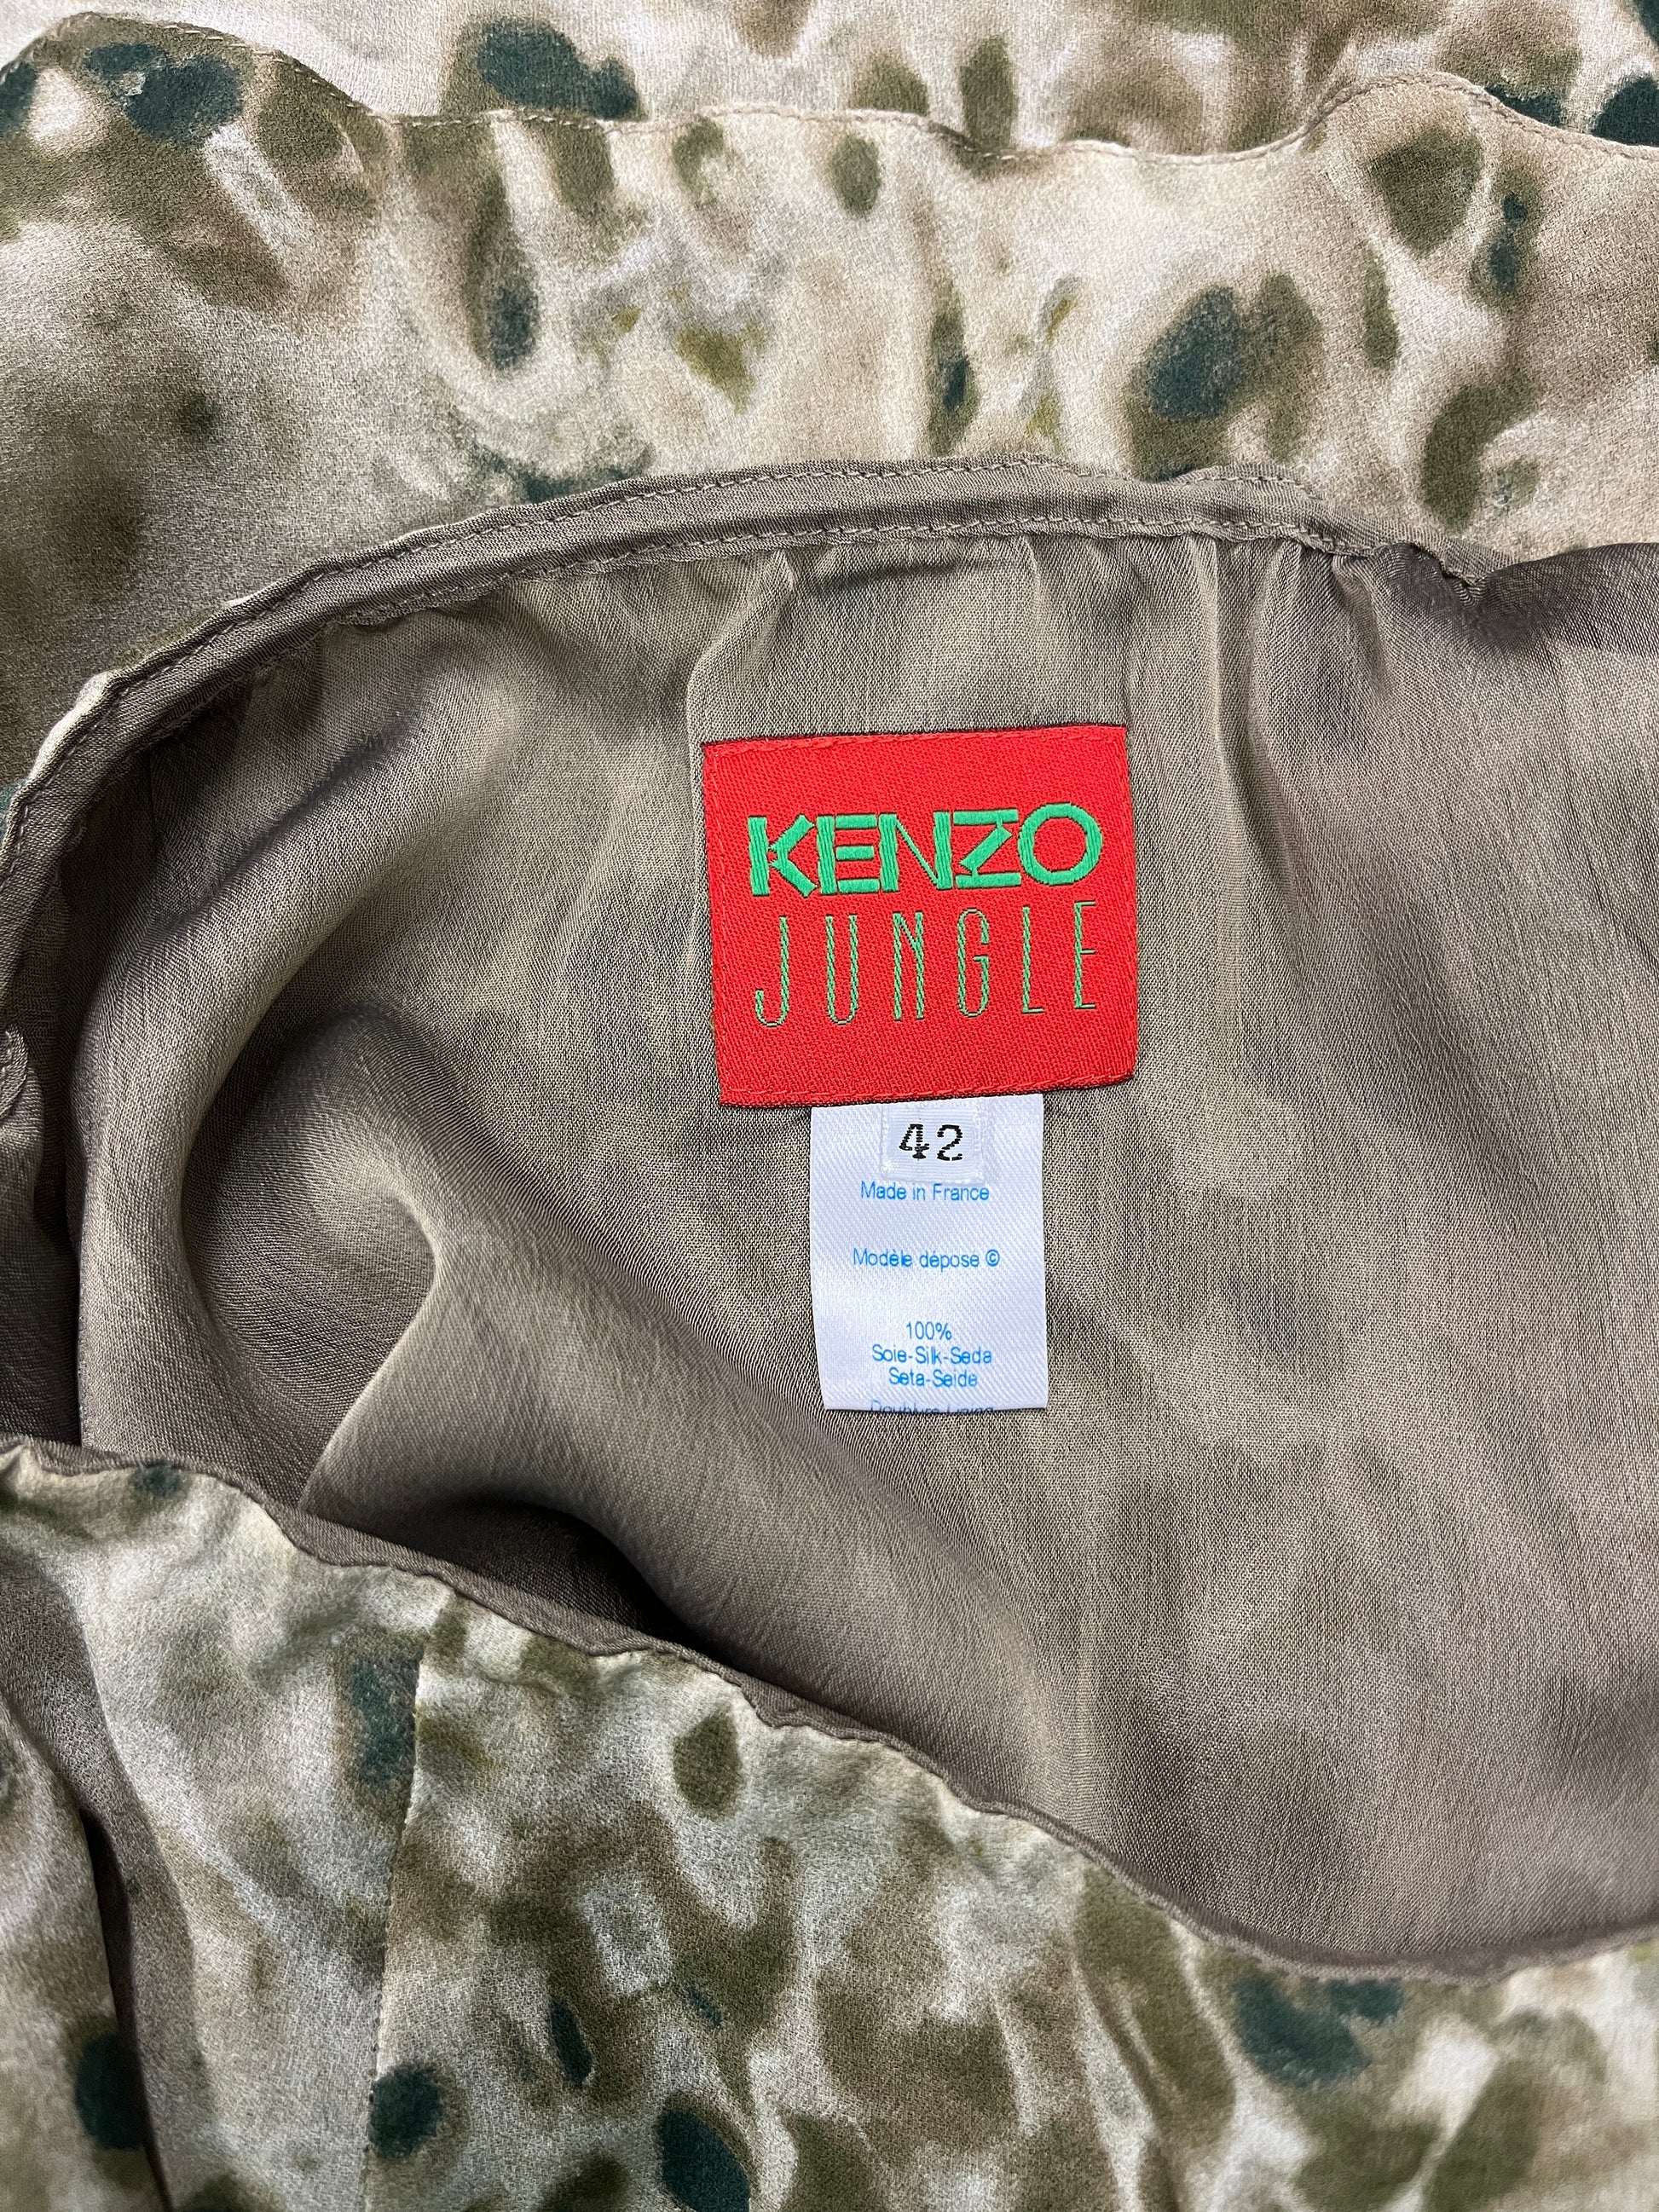 KENZO
JUNGLE
42
Made in France
Modèle déposé ©
100%
Soie-Silk-Seda
Seta-Seide